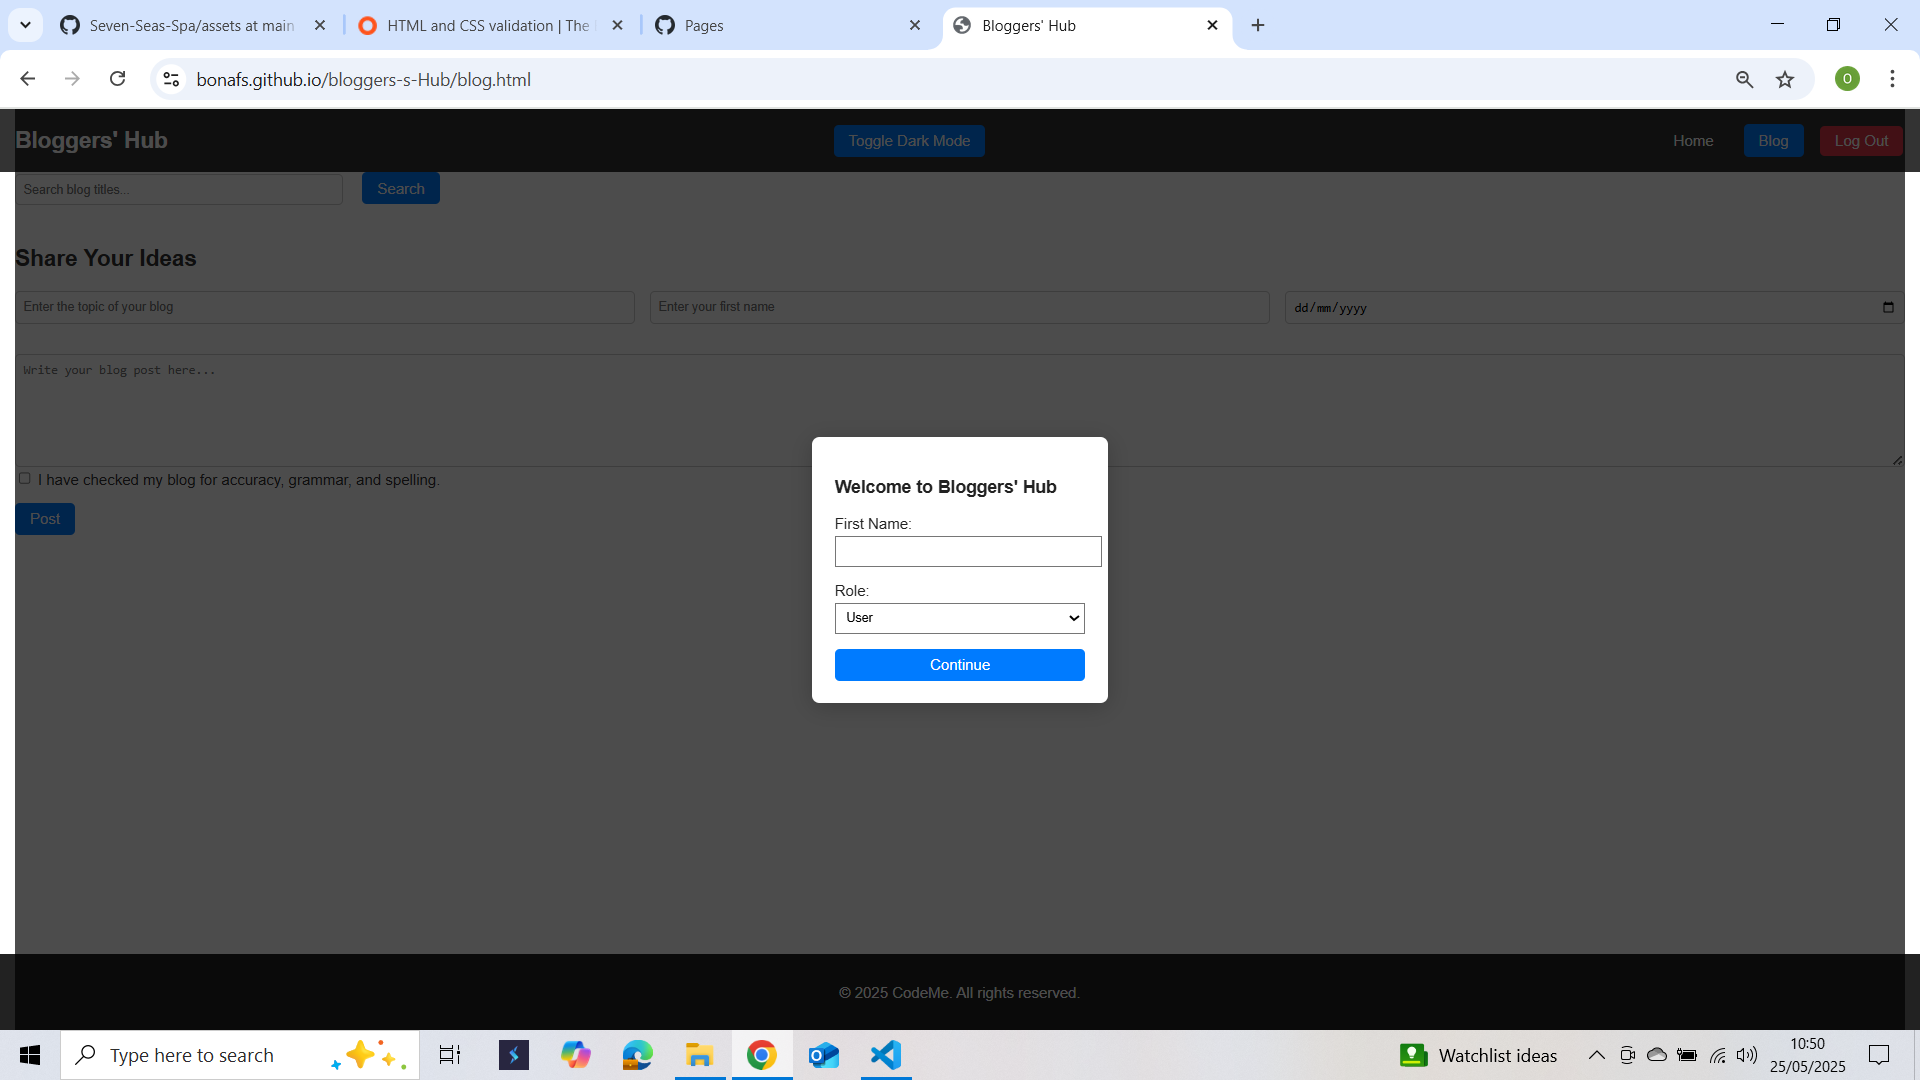 Seven-Seas-Spa/assets at main
HTML and CSS validation | The
Pages
Bloggers' Hub
bonafs.github.io/bloggers-s-Hub/blog.html
O
Bloggers' Hub
Toggle Dark Mode
Home
Blog
Log Out
Search blog titles...
Search
Share Your Ideas
Enter the topic of your blog
Enter your first name
dd/mm/yyyy
Write your blog post here...
I have checked my blog for accuracy, grammar, and spelling.
Post
Welcome to Bloggers' Hub
First Name:
Role:
User
Continue
© 2025 CodeMe. All rights reserved.
Type here to search
Watchlist ideas
10:50
25/05/2025